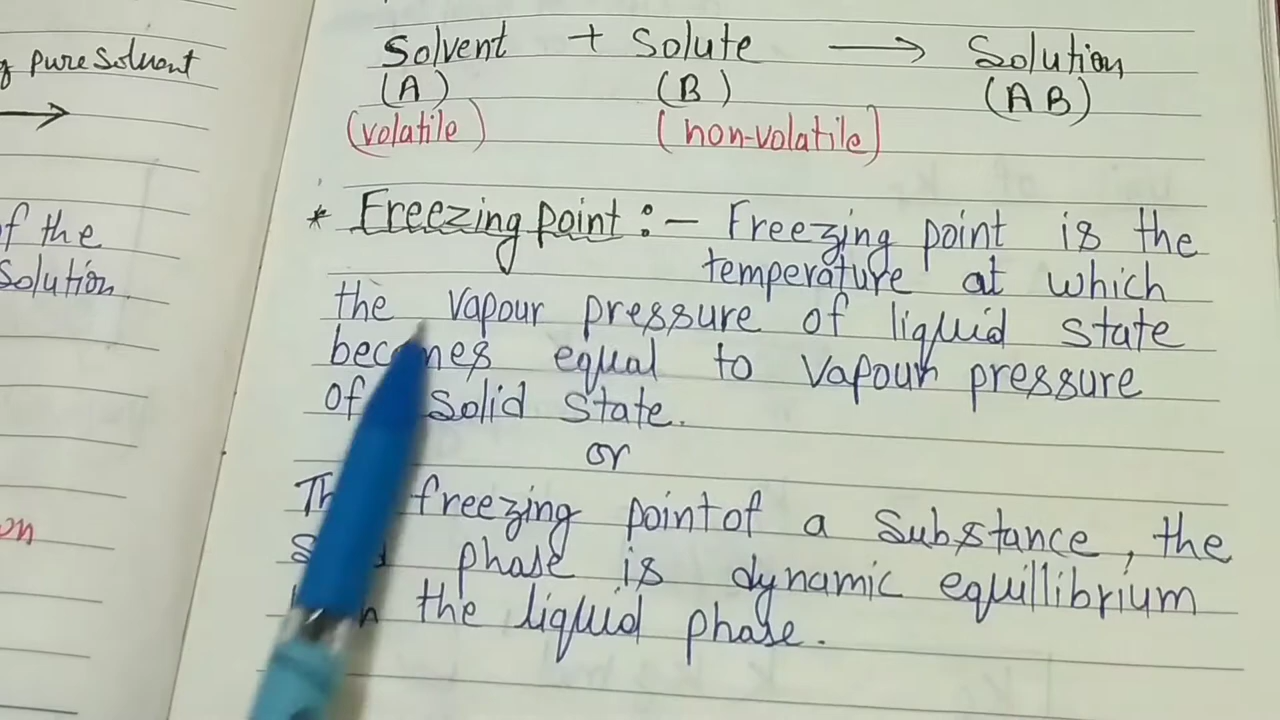 g pure solvent
f the
solution
on
Solvent + Solute → Solution
(A) (B) (AB)
(volatile) (non-volatile)
* Freezing point :- Freezing point is the
temperature at which
the vapour pressure of liquid state
becomes equal to vapour pressure
of solid state.
or
freezing point of a substance, the
phase is dynamic equillibrium
the liquid phase.